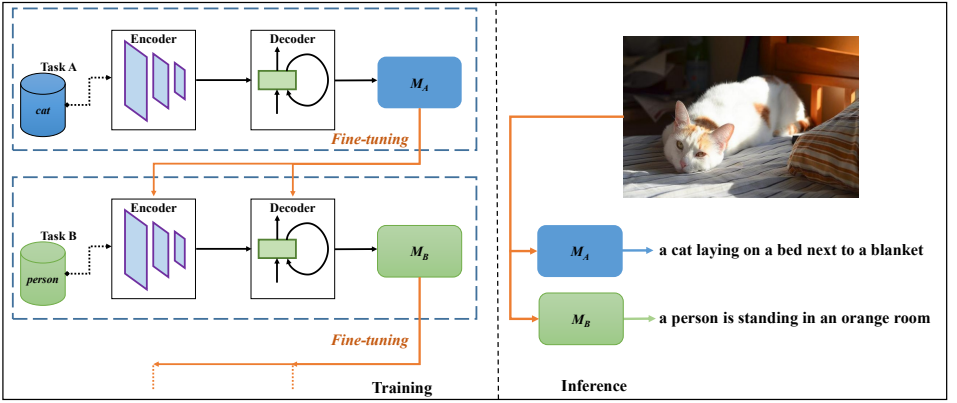 Encoder
Decoder
Task A
cat
M_A
Fine-tuning
Encoder
Decoder
Task B
person
M_B
Fine-tuning
Training
M_A
a cat laying on a bed next to a blanket
M_B
a person is standing in an orange room
Inference